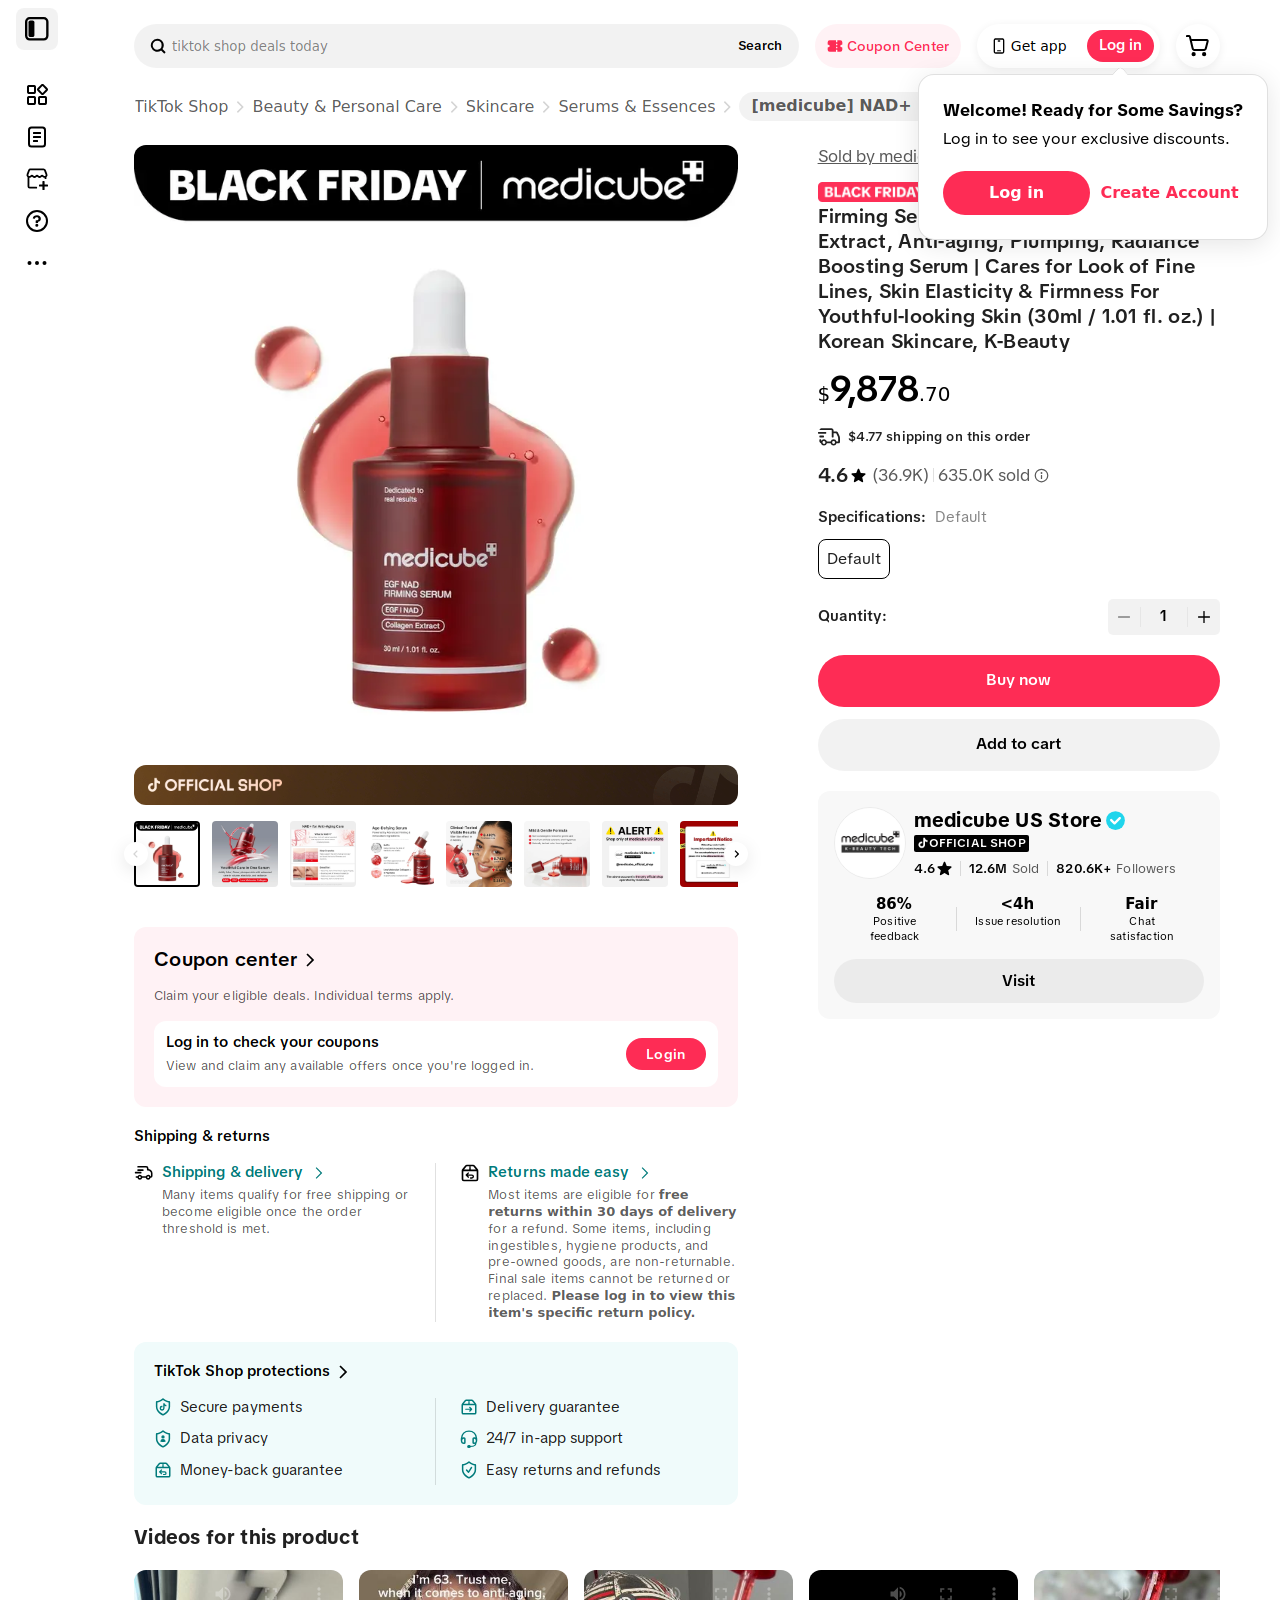 tiktok shop deals today
Search
Coupon Center
Get app
Log in
TikTok Shop
Beauty & Personal Care
Skincare
Serums & Essences
[medicube] NAD+
Welcome! Ready for Some Savings?
Log in to see your exclusive discounts.
Log in
Create Account
BLACK FRIDAY | medicube
Dedicated to
real results
medicube
EGF NAD
FIRMING SERUM
EGF | NAD
Collagen Extract
30 ml / 1.01 fl. oz.
OFFICIAL SHOP
Sold by medi
BLACK FRIDAY
Firming Se
Extract, Anti-aging, Plumping, Radiance
Boosting Serum | Cares for Look of Fine
Lines, Skin Elasticity & Firmness For
Youthful-looking Skin (30ml / 1.01 fl. oz.) |
Korean Skincare, K-Beauty
$9,878.70
$4.77 shipping on this order
4.6 (36.9K) 635.0K sold
Specifications: Default
Default
Quantity:
1
Buy now
Add to cart
medicube
K-BEAUTY TECH
medicube US Store
OFFICIAL SHOP
4.6 12.6M Sold 820.6K+ Followers
86%
Positive
feedback
<4h
Issue resolution
Fair
Chat
satisfaction
Visit
BLACK FRIDAY | medicube
ALERT
Important Notice
Coupon center
Claim your eligible deals. Individual terms apply.
Log in to check your coupons
View and claim any available offers once you're logged in.
Login
Shipping & returns
Shipping & delivery
Many items qualify for free shipping or
become eligible once the order
threshold is met.
Returns made easy
Most items are eligible for free
returns within 30 days of delivery
for a refund. Some items, including
ingestibles, hygiene products, and
pre-owned goods, are non-returnable.
Final sale items cannot be returned or
replaced. Please log in to view this
item's specific return policy.
TikTok Shop protections
Secure payments
Data privacy
Money-back guarantee
Delivery guarantee
24/7 in-app support
Easy returns and refunds
Videos for this product
I'm 63. Trust me,
when it comes to anti-aging,